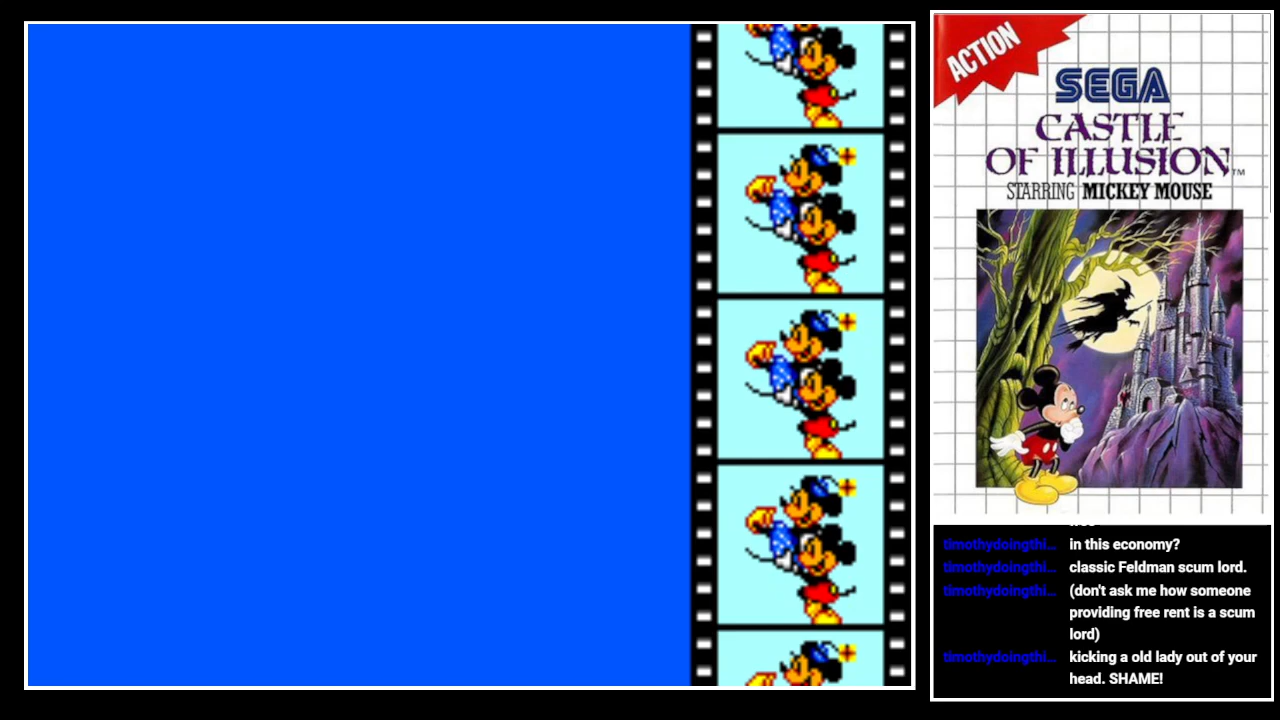 ACTION
SEGA
CASTLE
OF ILLUSION™
STARRING MICKEY MOUSE
timothydoingthi... in this economy?
timothydoingthi... classic Feldman scum lord.
timothydoingthi... (don't ask me how someone
providing free rent is a scum
lord)
timothydoingthi... kicking a old lady out of your
head. SHAME!